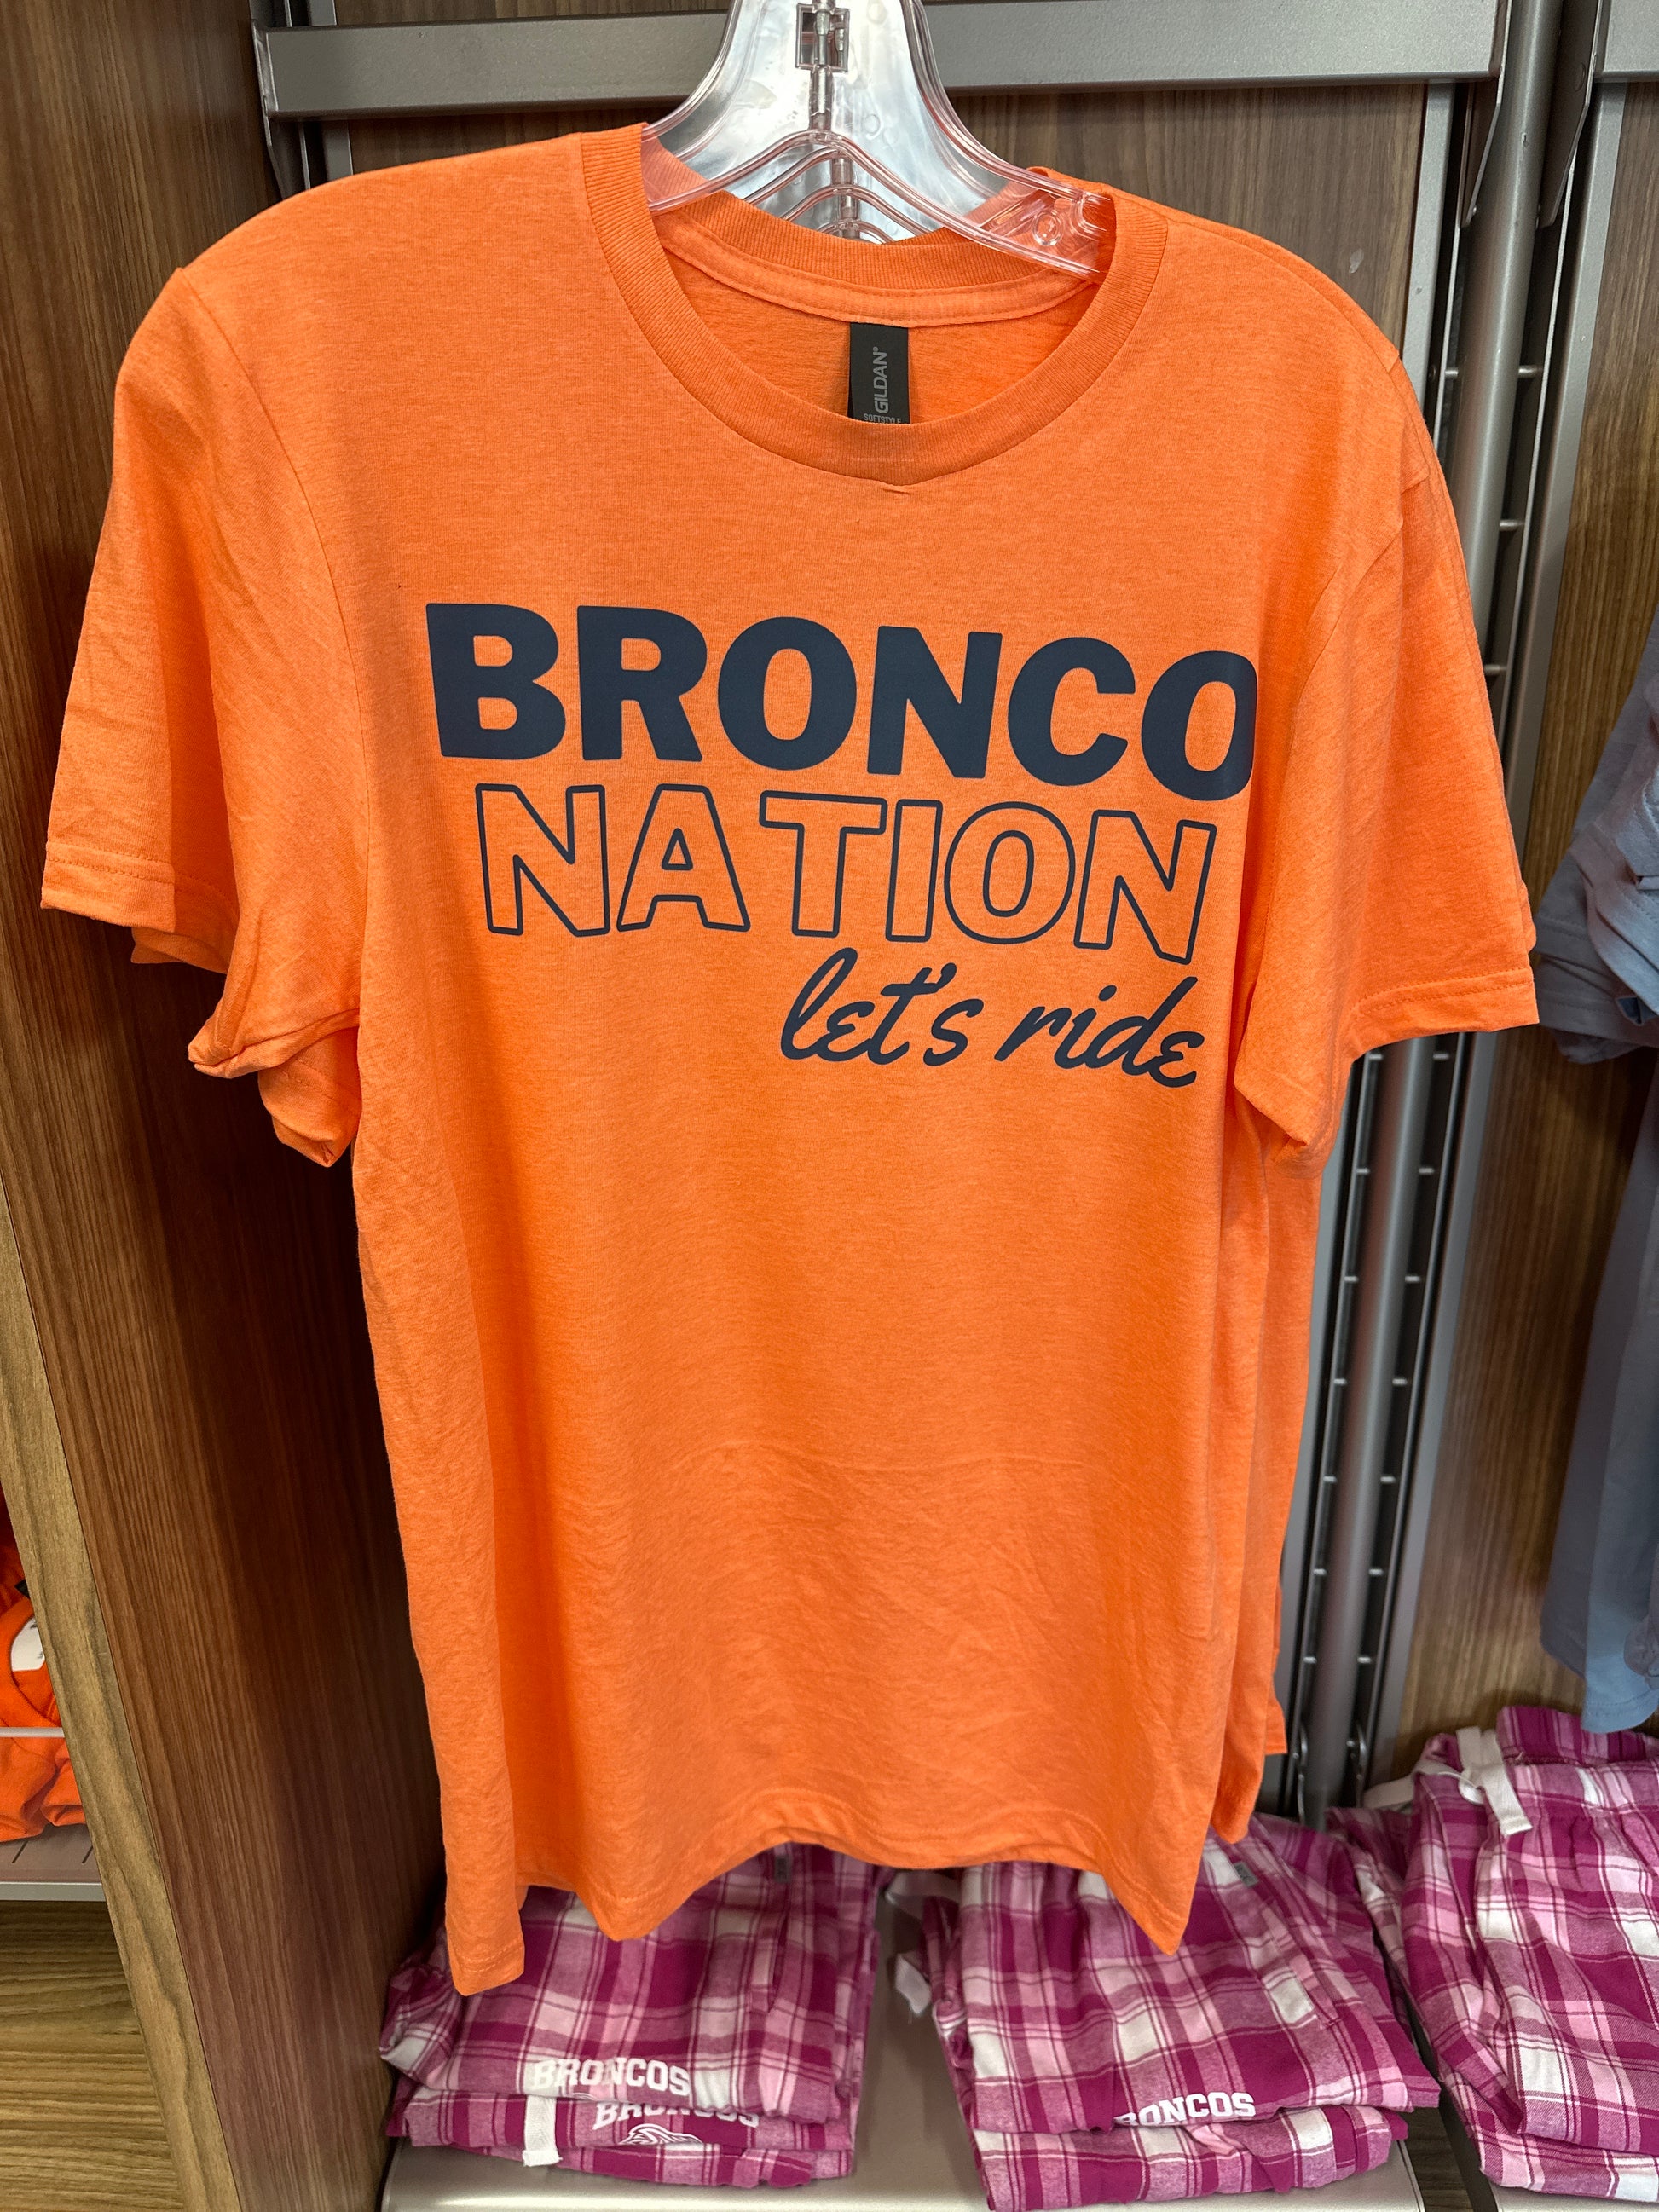 GILDAN®
SOFTSTYLE
BRONCO
NATION
let's ride
BRONCOS
BRONCOS
BRONCOS